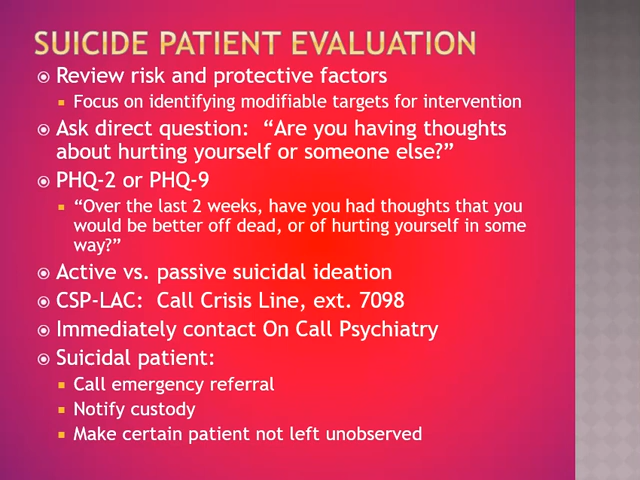 SUICIDE PATIENT EVALUATION
Review risk and protective factors
Focus on identifying modifiable targets for intervention
Ask direct question: “Are you having thoughts
about hurting yourself or someone else?”
PHQ-2 or PHQ-9
“Over the last 2 weeks, have you had thoughts that you
would be better off dead, or of hurting yourself in some
way?”
Active vs. passive suicidal ideation
CSP-LAC: Call Crisis Line, ext. 7098
Immediately contact On Call Psychiatry
Suicidal patient:
Call emergency referral
Notify custody
Make certain patient not left unobserved